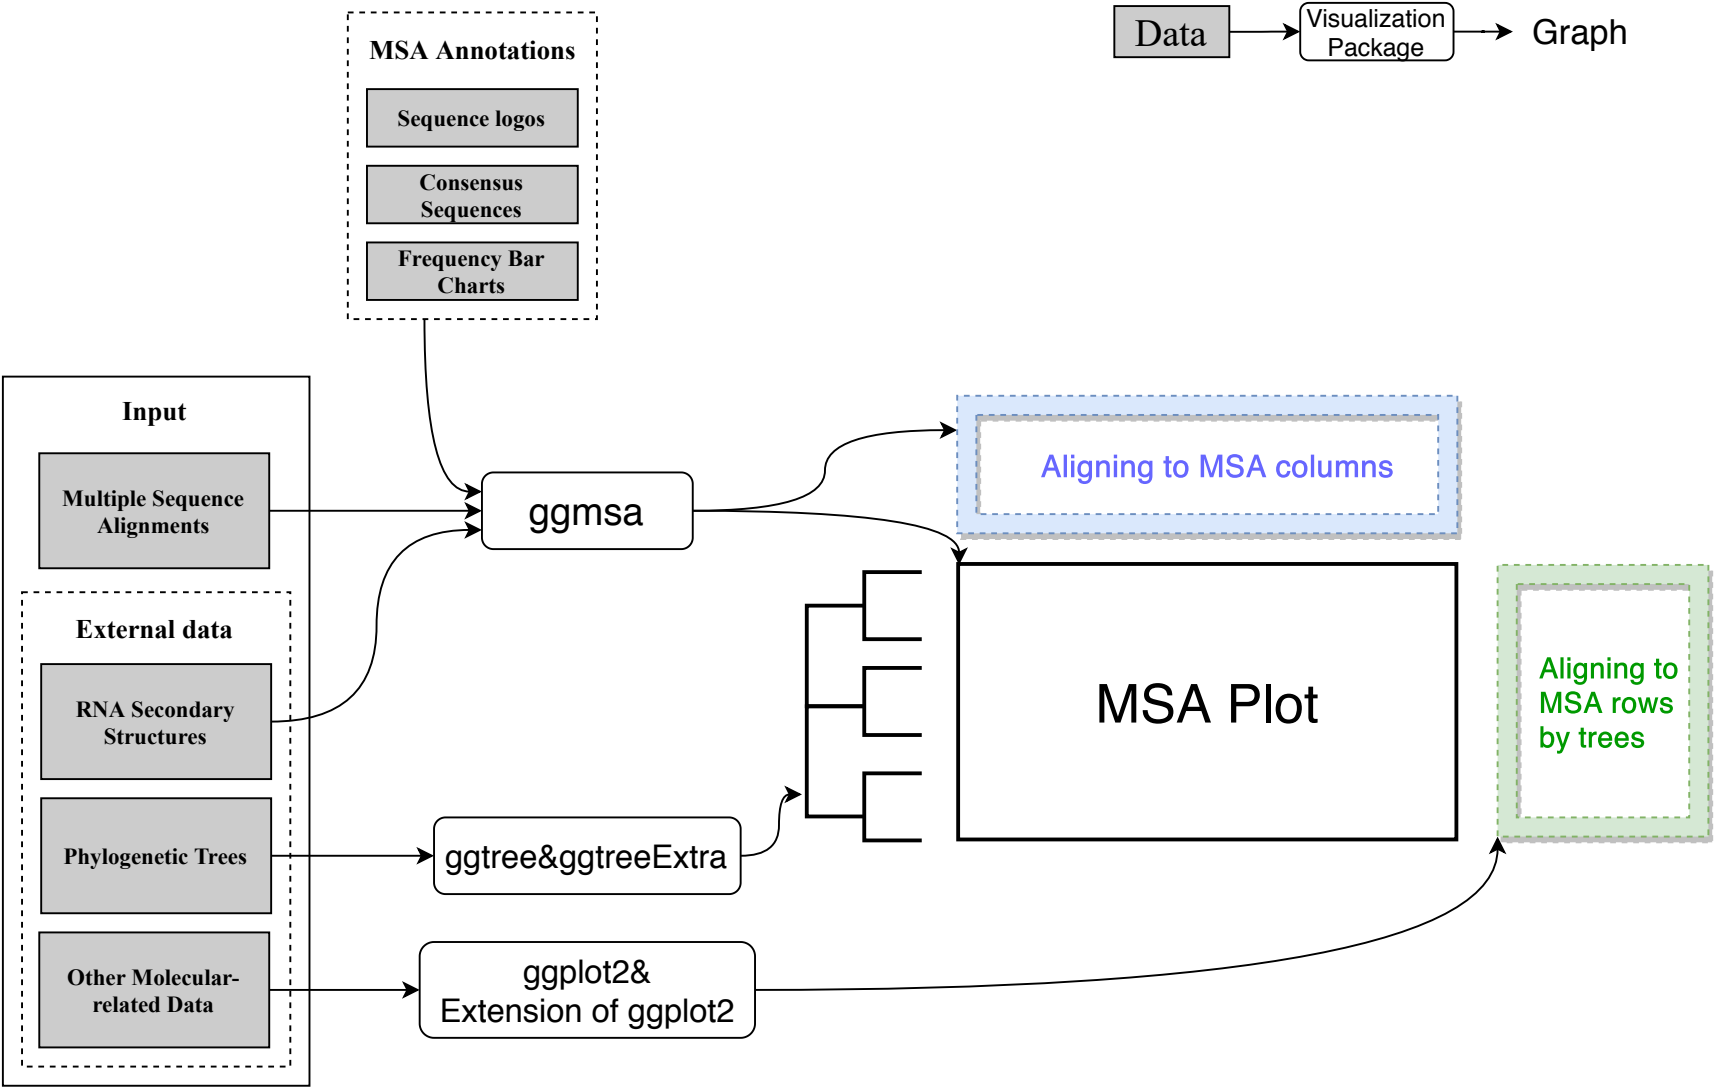 Data
Visualization
Package
Graph
MSA Annotations
Sequence logos
Consensus
Sequences
Frequency Bar
Charts
Input
Multiple Sequence
Alignments
External data
RNA Secondary
Structures
Phylogenetic Trees
Other Molecular-
related Data
ggmsa
ggtree&ggtreeExtra
ggplot2&
Extension of ggplot2
Aligning to MSA columns
MSA Plot
Aligning to
MSA rows
by trees